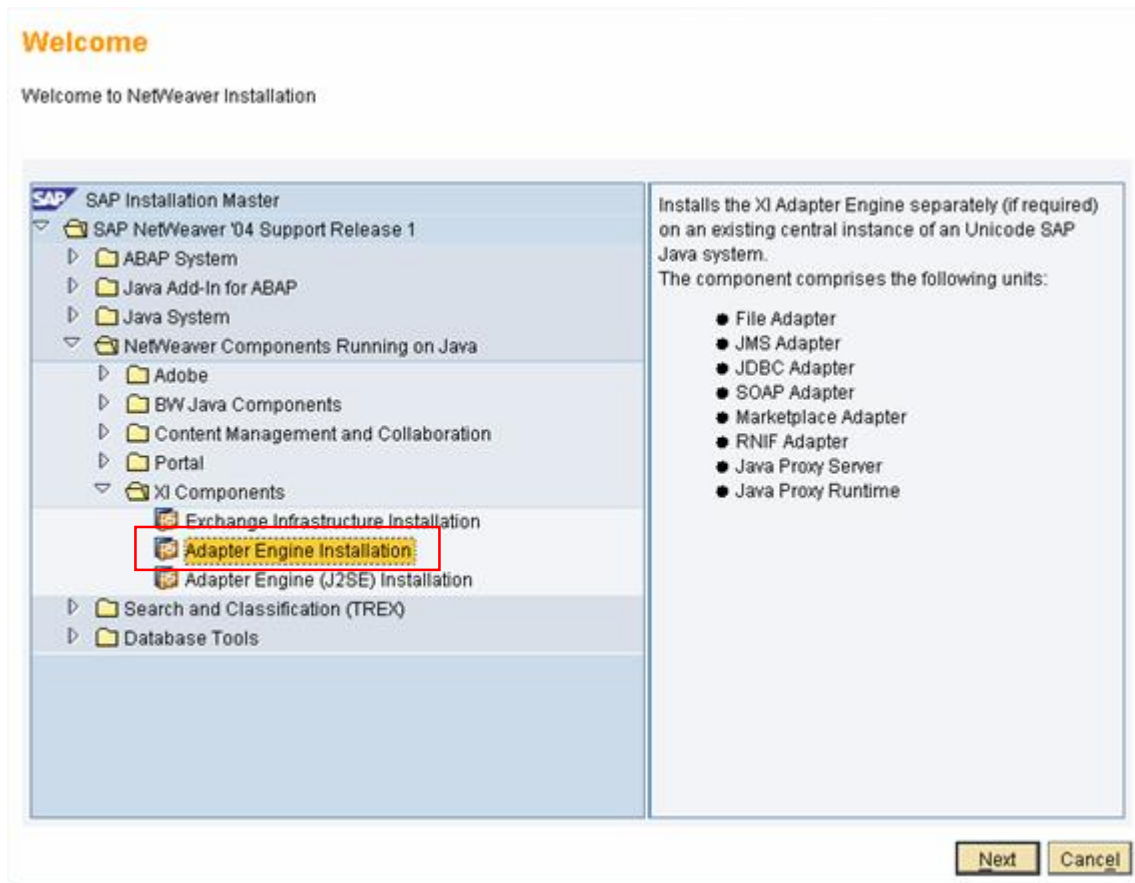 Welcome
Welcome to NetWeaver Installation
SAP SAP Installation Master
SAP NetWeaver '04 Support Release 1
ABAP System
Java Add-In for ABAP
Java System
NetWeaver Components Running on Java
Adobe
BW Java Components
Content Management and Collaboration
Portal
XI Components
Exchange Infrastructure Installation
Adapter Engine Installation
Adapter Engine (J2SE) Installation
Search and Classification (TREX)
Database Tools
Installs the XI Adapter Engine separately (if required)
on an existing central instance of an Unicode SAP
Java system.
The component comprises the following units:
File Adapter
JMS Adapter
JDBC Adapter
SOAP Adapter
Marketplace Adapter
RNIF Adapter
Java Proxy Server
Java Proxy Runtime
Next Cancel